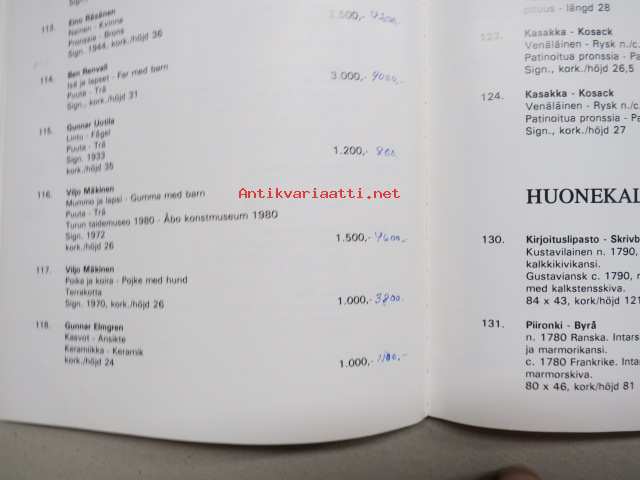 Sign.
113. Eino Räsänen
Nainen - Kvinna
Pronssia - Brons
Sign. 1944, kork./höjd 36
3.500,- 4200,-
114. Ben Renvall
Isä ja lapset - Far med barn
Puuta - Trä
Sign., kork./höjd 31
3.000,- 4000,-
115. Gunnar Uotila
Lintu - Fågel
Puuta - Trä
Sign. 1933
kork./höjd 35
1.200,- 800,-
116. Viljo Mäkinen
Mummo ja lapsi - Gumma med barn
Puuta - Trä
Turun taidemuseo 1980 - Åbo konstmuseum 1980
Sign. 1972
kork./höjd 26
1.500,- 4600,-
117. Viljo Mäkinen
Poika ja koira - Pojke med hund
Terrakotta
Sign. 1970, kork./höjd 26
1.000,- 3800,-
118. Gunnar Elmgren
Kasvot - Ansikte
Keramiikka - Keramik
kork./höjd 24
1.000,-
Antikvariaatti.net
pituus - längd 28
123. Kasakka - Kosack
Venäläinen - Rysk n./c.
Patinoitua pronssia - Pa
Sign., kork./höjd 26,5
124. Kasakka - Kosack
Venäläinen - Rysk n./c.
Patinoitua pronssia - Pa
Sign., kork./höjd 27
HUONEKAL
130. Kirjoituslipasto - Skrivb
Kustavilainen n. 1790,
kalkkikivikansi.
Gustaviansk c. 1790, m
med kalkstensskiva.
84 x 43, kork/höjd 121
131. Piironki - Byrå
n. 1780 Ranska. Intars
ja marmorikansi.
c. 1780 Frankrike. Intar
marmorskiva.
80 x 46, kork/höjd 81